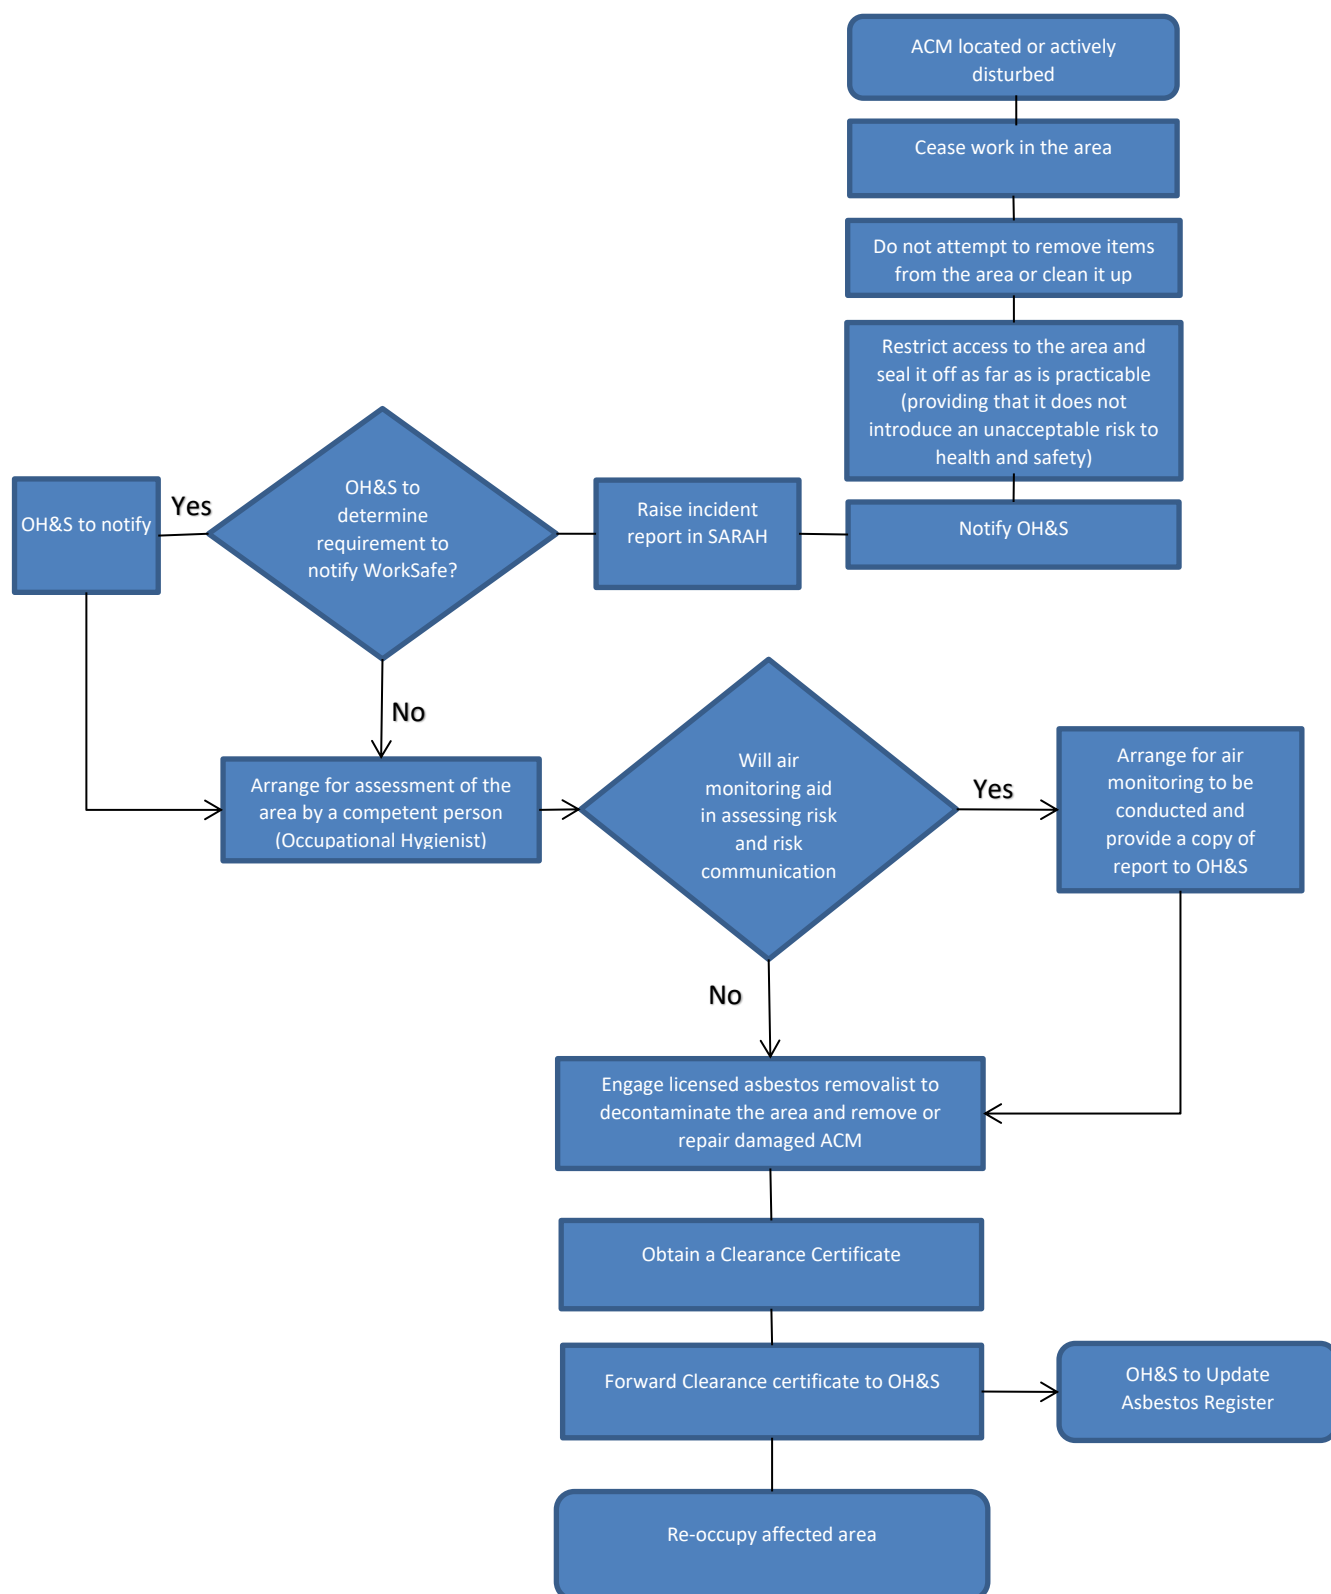 ACM located or actively
disturbed
Cease work in the area
Do not attempt to remove items
from the area or clean it up
Restrict access to the area and
seal it off as far as is practicable
(providing that it does not
introduce an unacceptable risk to
health and safety)
Notify OH&S
Raise incident
report in SARAH
OH&S to
determine
requirement to
notify WorkSafe?
Yes
OH&S to notify
No
Arrange for assessment of the
area by a competent person
(Occupational Hygienist)
Will air
monitoring aid
in assessing risk
and risk
communication
Yes
Arrange for air
monitoring to be
conducted and
provide a copy of
report to OH&S
No
Engage licensed asbestos removalist to
decontaminate the area and remove or
repair damaged ACM
Obtain a Clearance Certificate
Forward Clearance certificate to OH&S
OH&S to Update
Asbestos Register
Re-occupy affected area